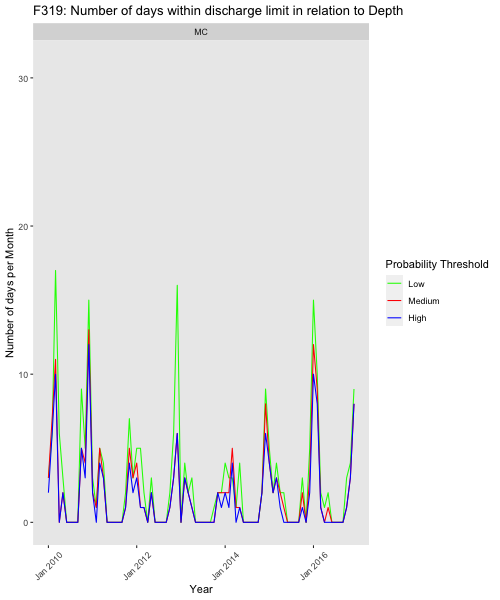 F319: Number of days within discharge limit in relation to Depth
MC
30
20
10
0
Number of days per Month
Jan 2010
Jan 2012
Jan 2014
Jan 2016
Year
Probability Threshold
Low
Medium
High